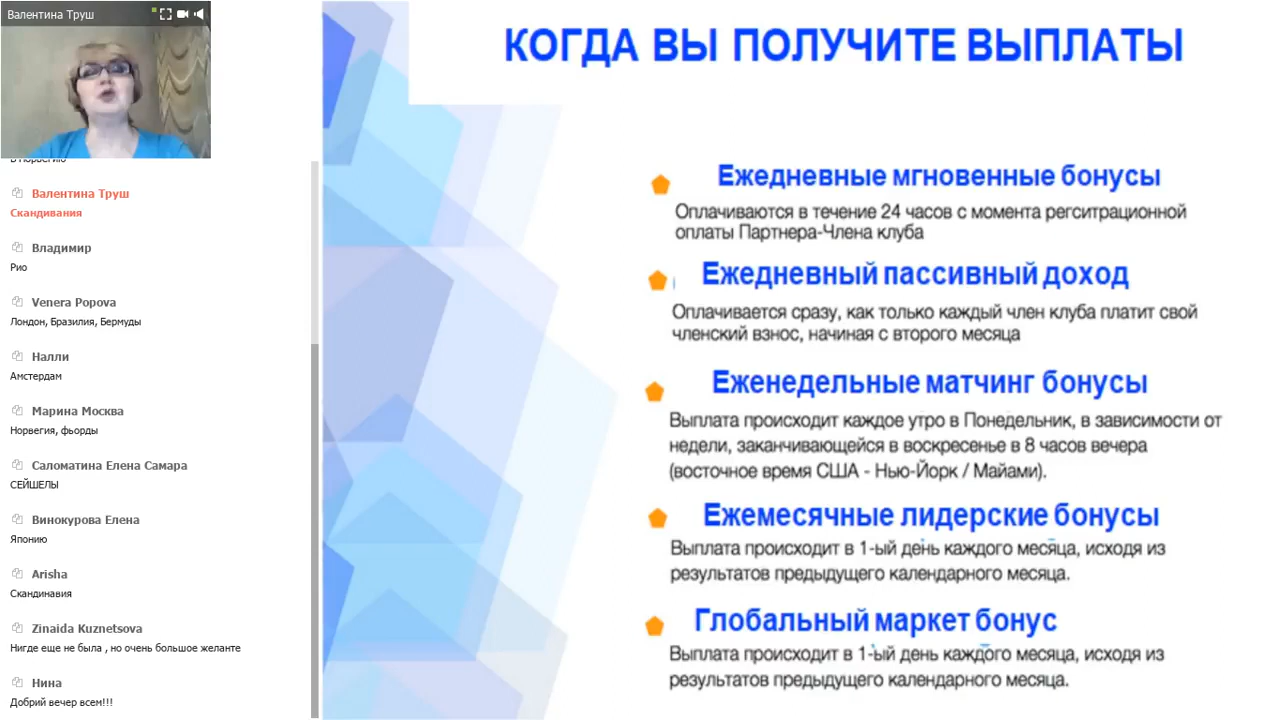 Валентина Труш
В Норвегию
Валентина Труш
Скандивания
Владимир
Рио
Venera Popova
Лондон, Бразилия, Бермуды
Налли
Амстердам
Марина Москва
Норвегия, фьорды
Саломатина Елена Самара
СЕЙШЕЛЫ
Винокурова Елена
Японию
Arisha
Скандинавия
Zinaida Kuznetsova
Нигде еще не была , но очень большое желанте
Нина
Добрий вечер всем!!!
КОГДА ВЫ ПОЛУЧИТЕ ВЫПЛАТЫ
Ежедневные мгновенные бонусы
Оплачиваются в течение 24 часов с момента регситрационной
оплаты Партнера-Члена клуба
Ежедневный пассивный доход
Оплачивается сразу, как только каждый член клуба платит свой
членский взнос, начиная с второго месяца
Еженедельные матчинг бонусы
Выплата происходит каждое утро в Понедельник, в зависимости от
недели, заканчивающейся в воскресенье в 8 часов вечера
(восточное время США - Нью-Йорк / Майами).
Ежемесячные лидерские бонусы
Выплата происходит в 1-ый день каждого месяца, исходя из
результатов предыдущего календарного месяца.
Глобальный маркет бонус
Выплата происходит в 1-ый день каждого месяца, исходя из
результатов предыдущего календарного месяца.